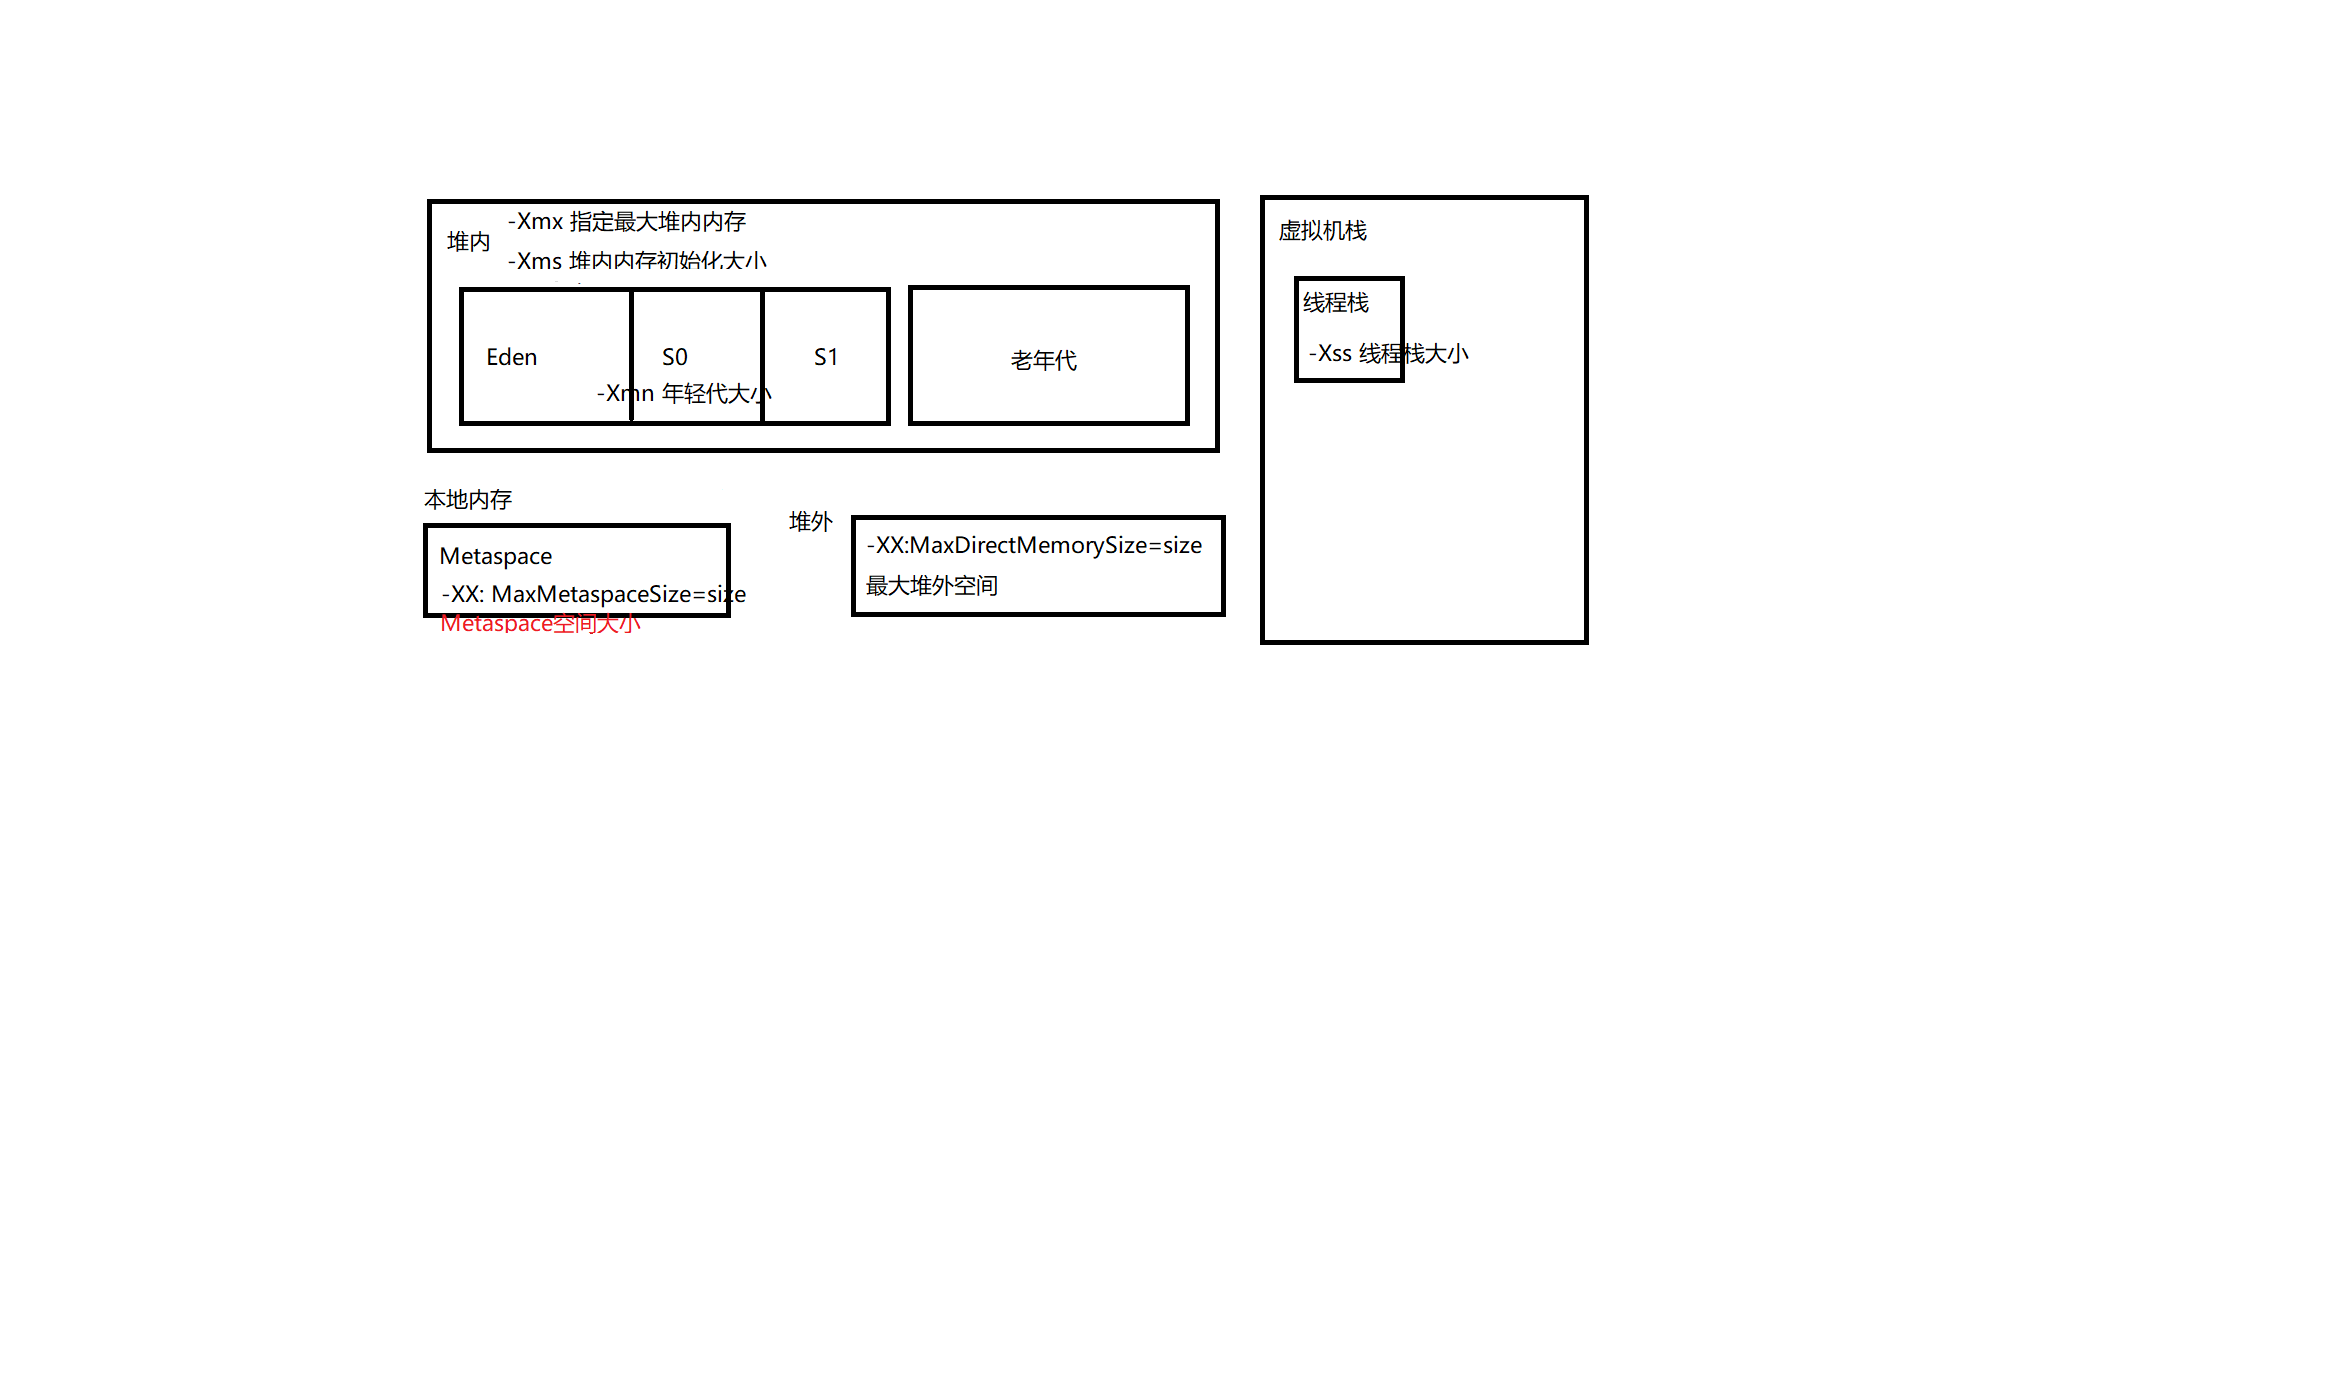 堆内
-Xmx 指定最大堆内内存
-Xms 堆内内存初始化大小
Eden
S0
S1
-Xmn 年轻代大小
老年代
虚拟机栈
线程栈
-Xss 线程栈大小
本地内存
Metaspace
-XX: MaxMetaspaceSize=size
Metaspace空间大小
堆外
-XX:MaxDirectMemorySize=size
最大堆外空间